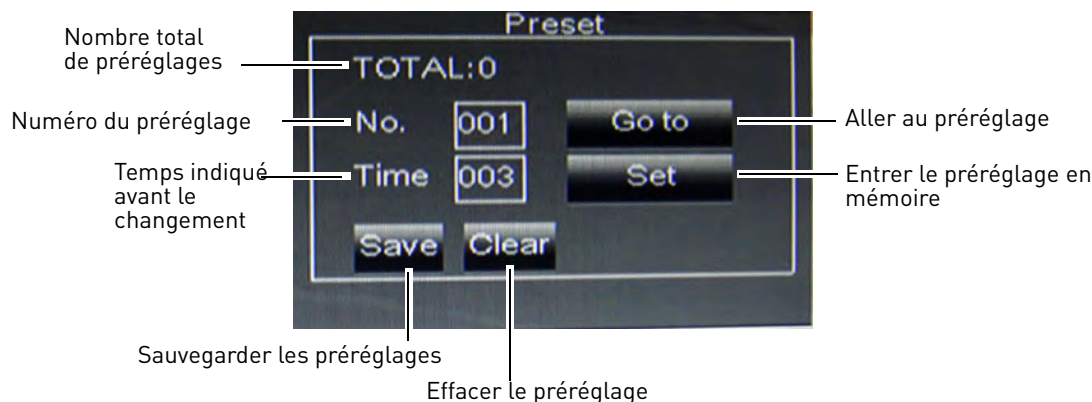 Preset
Nombre total
de préréglages
TOTAL:0
Numéro du préréglage
No.
001
Go to
Aller au préréglage
Temps indiqué
avant le
changement
Time
003
Set
Entrer le préréglage en
mémoire
Save
Clear
Sauvegarder les préréglages
Effacer le préréglage